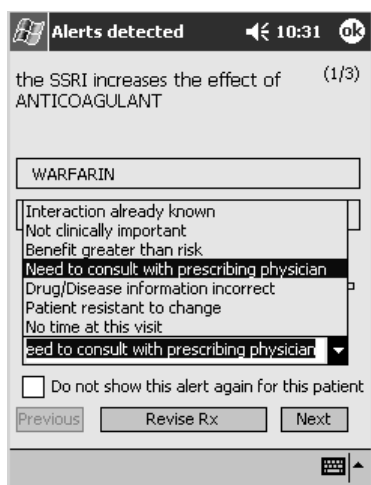 Alerts detected 10:31 ok
the SSRI increases the effect of (1/3)
ANTICOAGULANT
WARFARIN
Interaction already known
Not clinically important
Benefit greater than risk
Need to consult with prescribing physician
Drug/Disease information incorrect
Patient resistant to change
No time at this visit
eed to consult with prescribing physician
Do not show this alert again for this patient
Previous Revise Rx Next